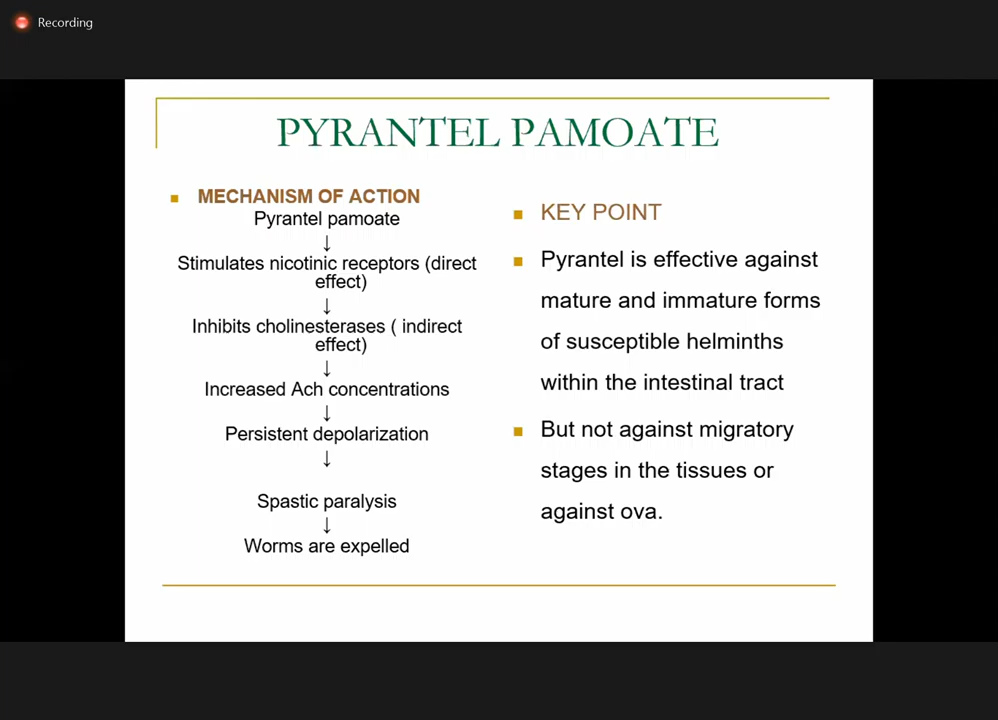 Recording
PYRANTEL PAMOATE
MECHANISM OF ACTION
Pyrantel pamoate
↓
Stimulates nicotinic receptors (direct
effect)
↓
Inhibits cholinesterases ( indirect
effect)
↓
Increased Ach concentrations
↓
Persistent depolarization
↓
Spastic paralysis
↓
Worms are expelled
KEY POINT
Pyrantel is effective against
mature and immature forms
of susceptible helminths
within the intestinal tract
But not against migratory
stages in the tissues or
against ova.